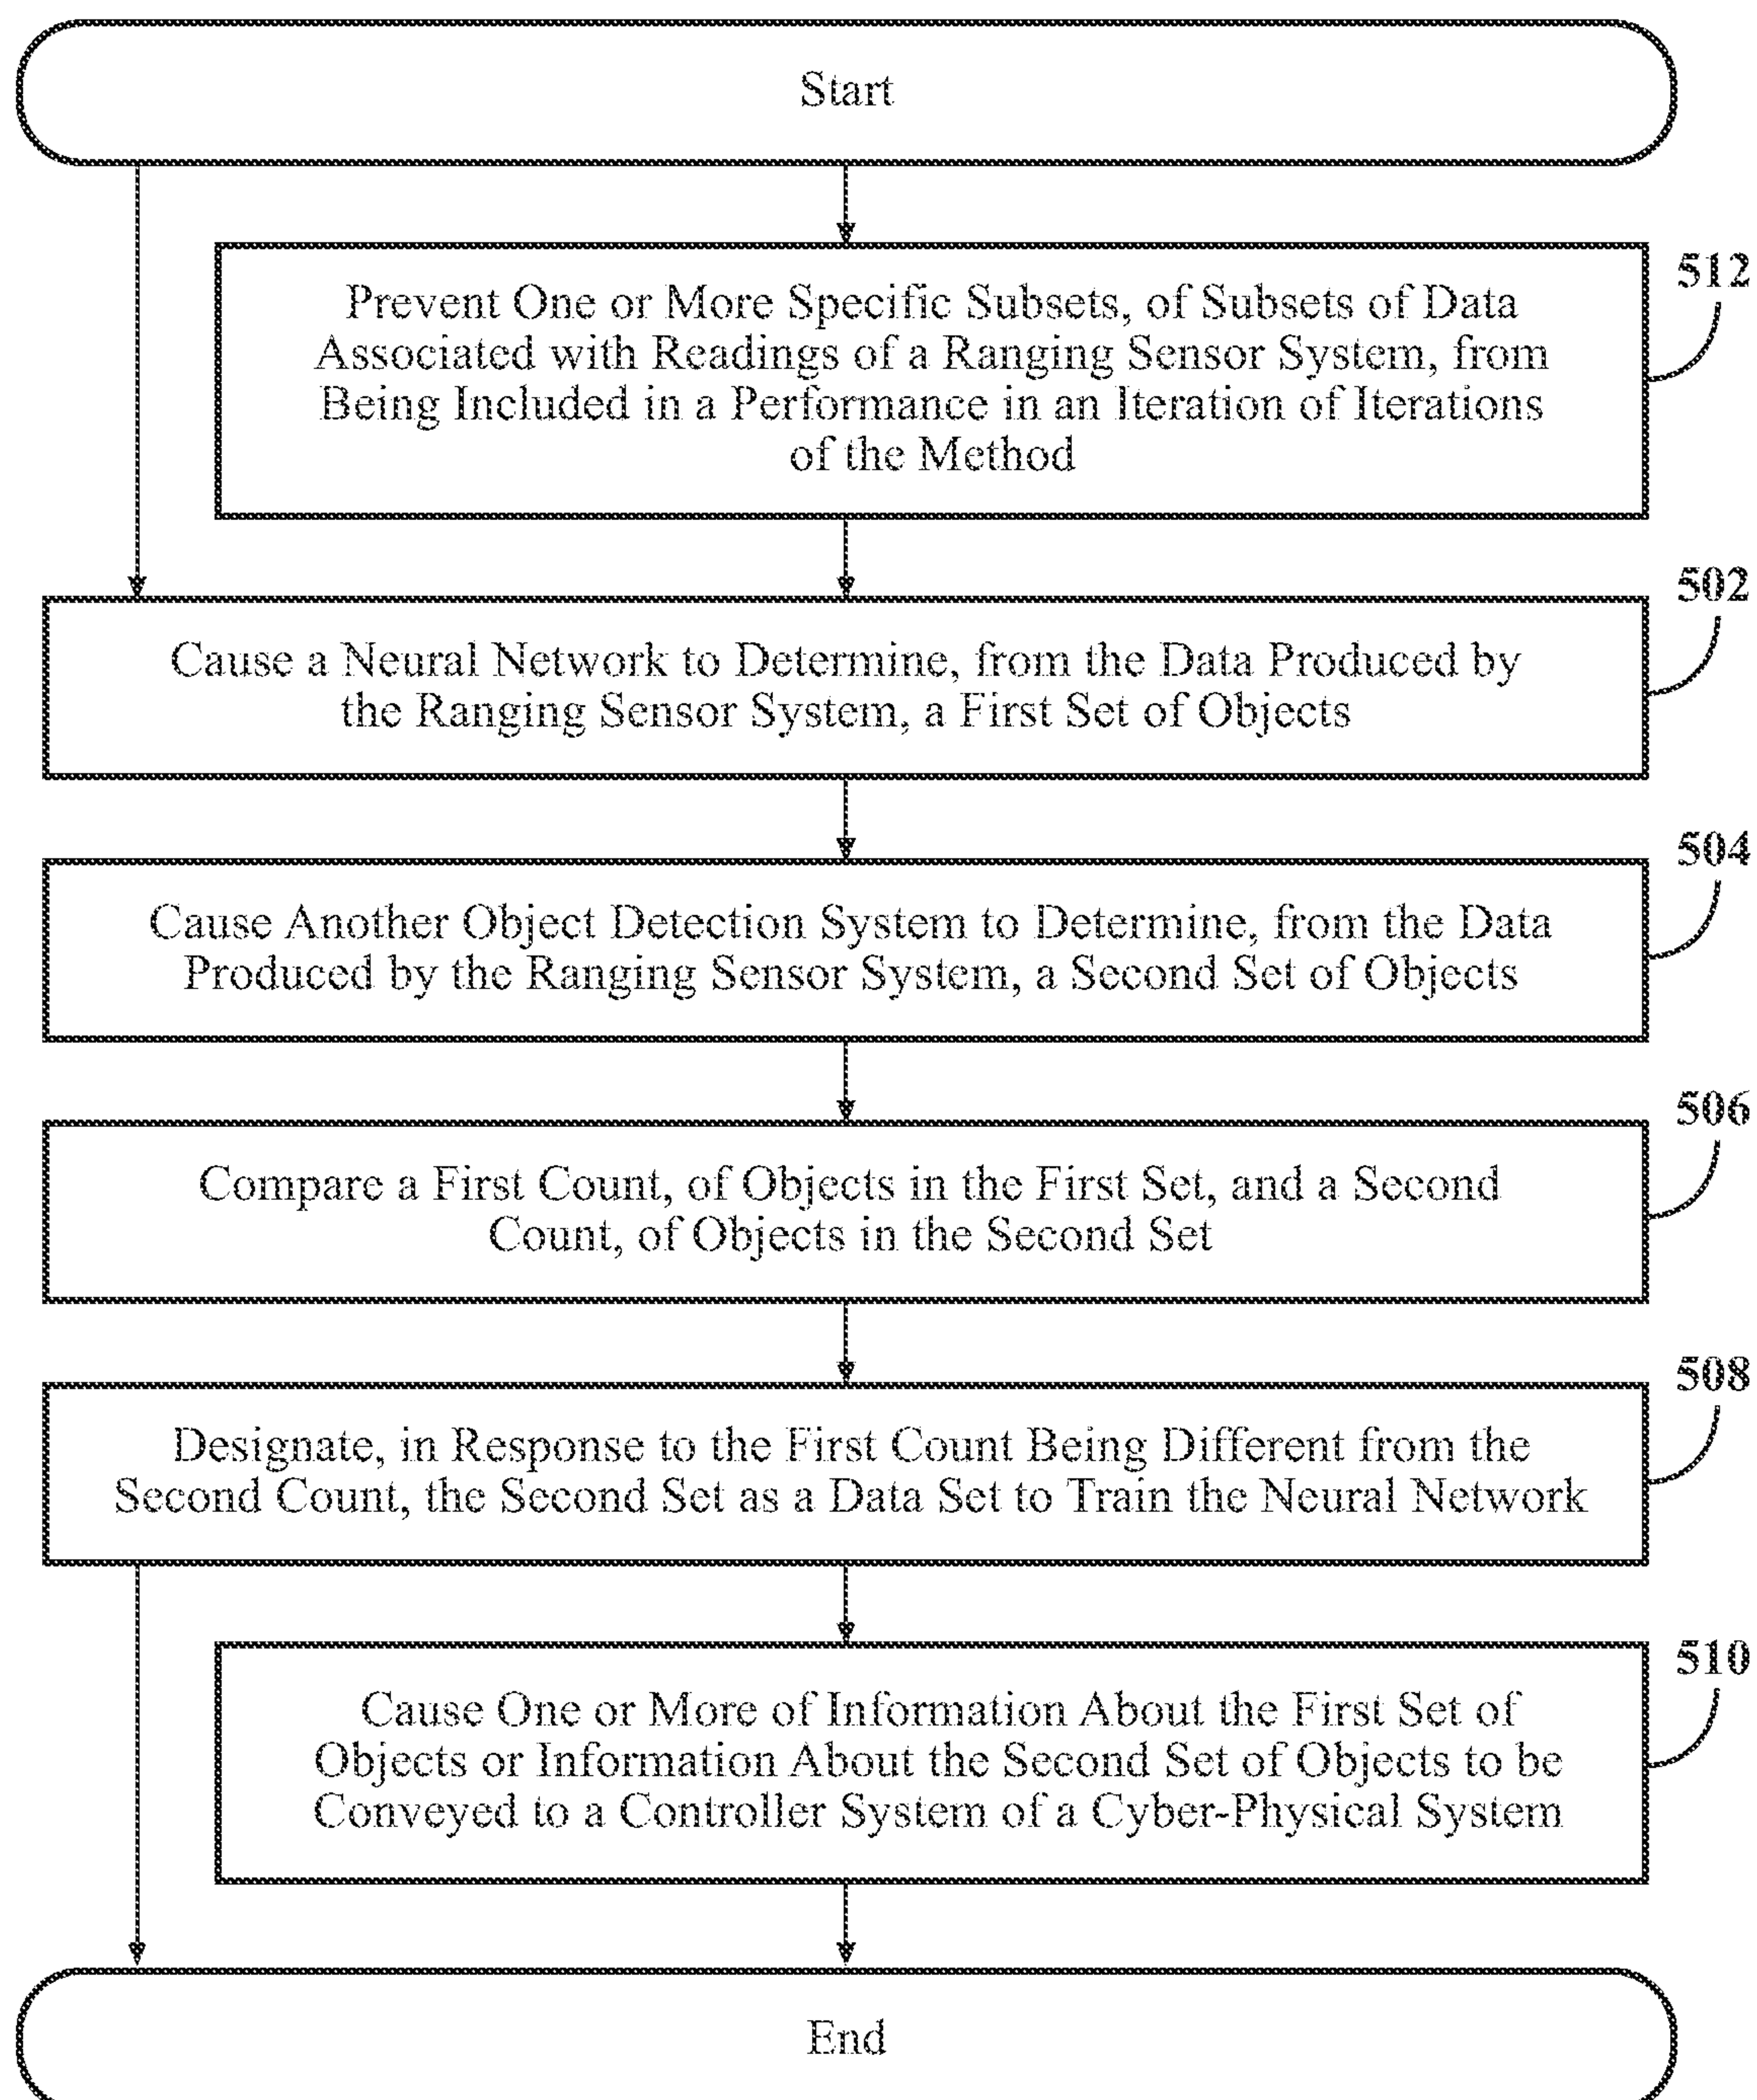 Start
512
Prevent One or More Specific Subsets, of Subsets of Data
Associated with Readings of a Ranging Sensor System, from
Being Included in a Performance in an Iteration of Iterations
of the Method
502
Cause a Neural Network to Determine, from the Data Produced by
the Ranging Sensor System, a First Set of Objects
504
Cause Another Object Detection System to Determine, from the Data
Produced by the Ranging Sensor System, a Second Set of Objects
506
Compare a First Count, of Objects in the First Set, and a Second
Count, of Objects in the Second Set
508
Designate, in Response to the First Count Being Different from the
Second Count, the Second Set as a Data Set to Train the Neural Network
510
Cause One or More of Information About the First Set of
Objects or Information About the Second Set of Objects to be
Conveyed to a Controller System of a Cyber-Physical System
End